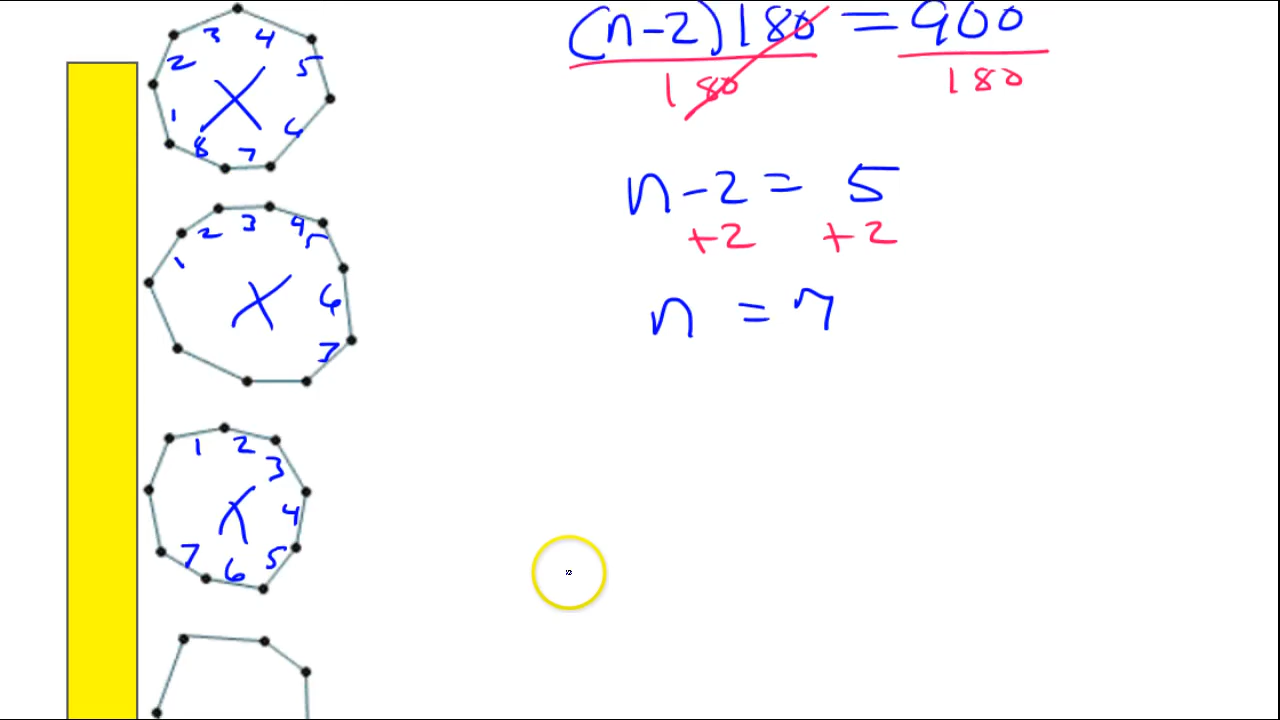 (n-2)180 = 900
180 180
n-2 = 5
+2 +2
n = 7
3 4
2 5
X
1 6
8 7
2 3 4 5
1
X 6
7
1 2 3
X 4
7 6 5